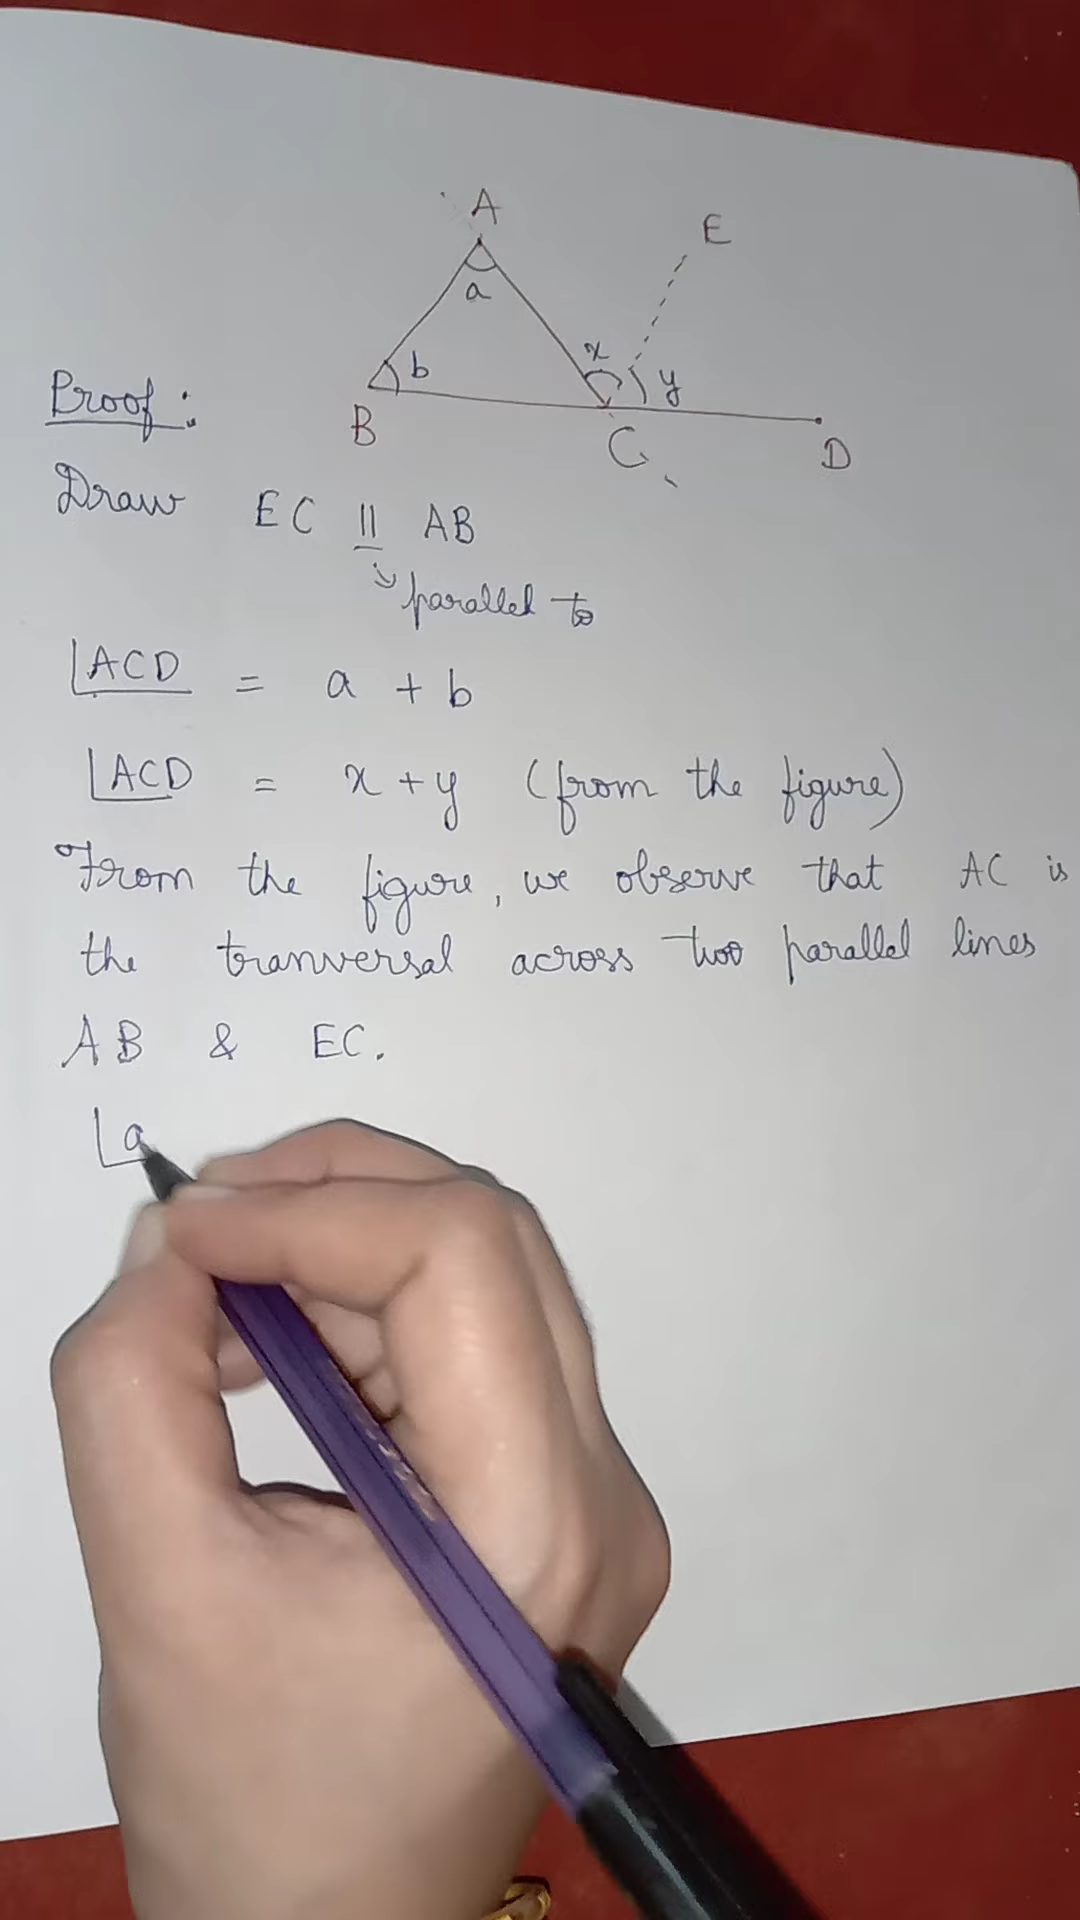 A
E
a
x
b
y
Proof:
B
C
D
Draw EC || AB
parallel to
∠ACD = a + b
∠ACD = x + y (from the figure)
From the figure, we observe that AC is
the tranversal across two parallel lines
AB & EC.
∠a